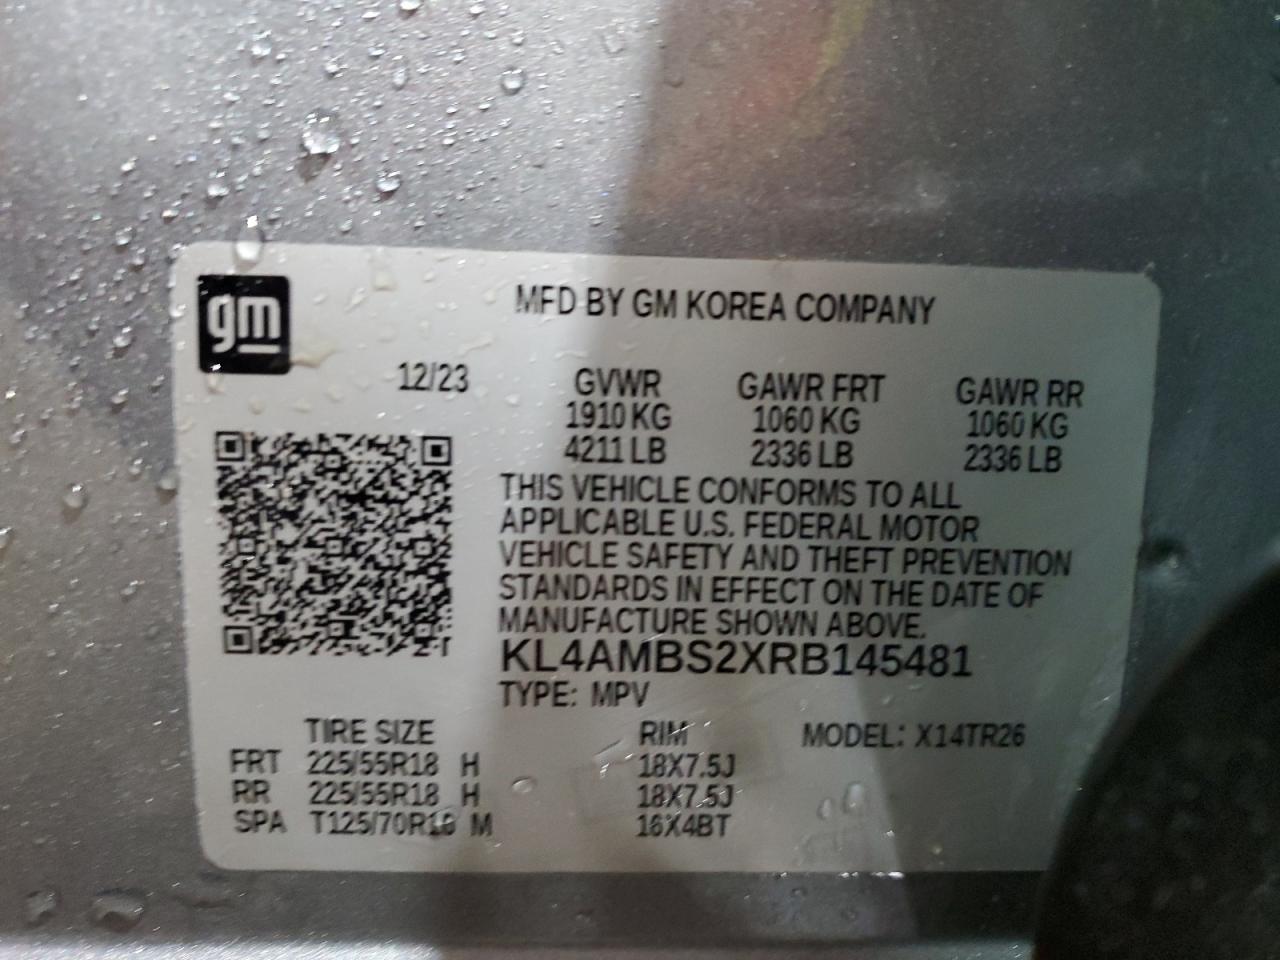 gm
MFD BY GM KOREA COMPANY
12/23 GVWR GAWR FRT GAWR RR
1910 KG 1060 KG 1060 KG
4211 LB 2336 LB 2336 LB
THIS VEHICLE CONFORMS TO ALL
APPLICABLE U.S. FEDERAL MOTOR
VEHICLE SAFETY AND THEFT PREVENTION
STANDARDS IN EFFECT ON THE DATE OF
MANUFACTURE SHOWN ABOVE.
KL4AMBS2XRB145481
TYPE: MPV
TIRE SIZE RIM MODEL: X14TR26
FRT 225/55R18 H 18X7.5J
RR 225/55R18 H 18X7.5J
SPA T125/70R16 M 16X4BT